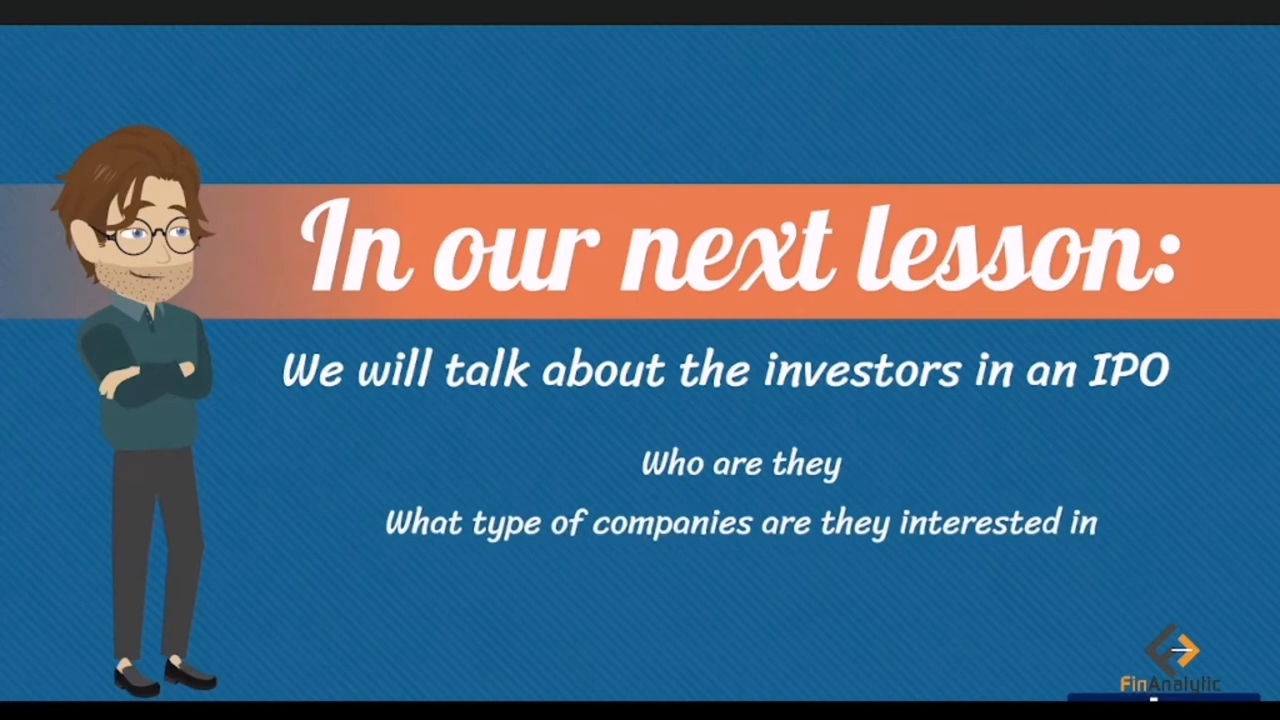 In our next lesson:
We will talk about the investors in an IPO
Who are they
What type of companies are they interested in
FinAnalytic